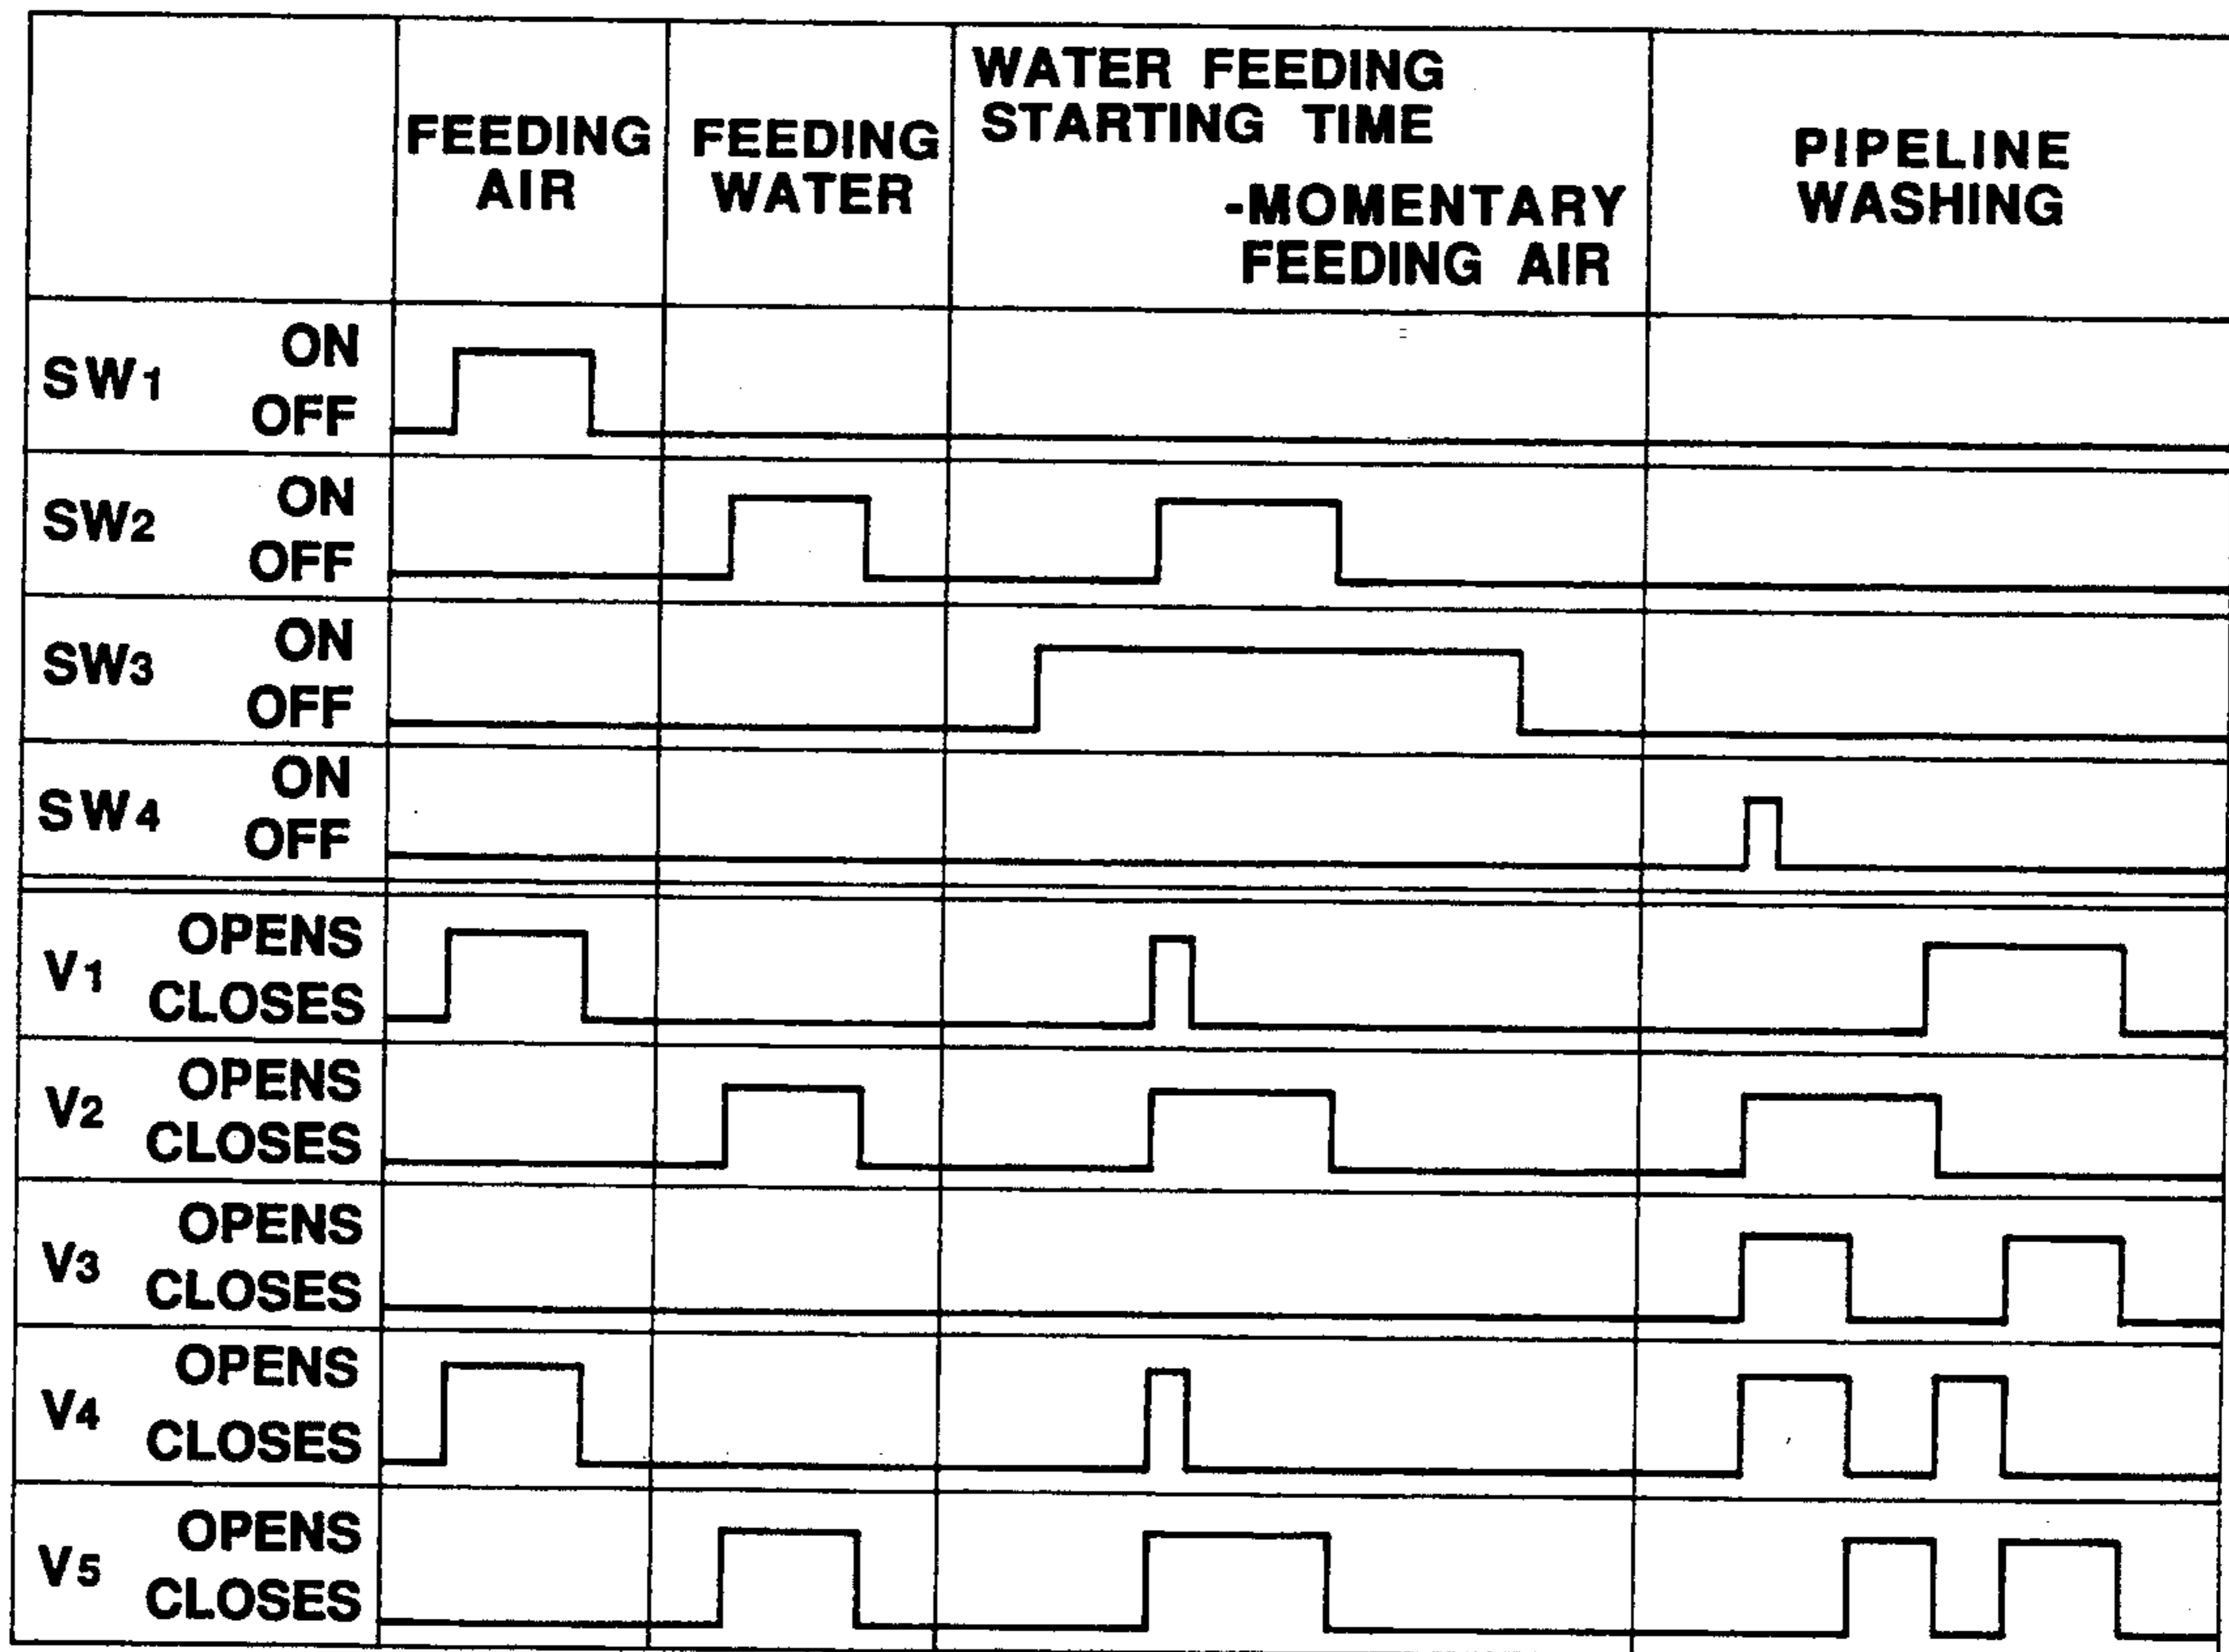 FEEDING
AIR
FEEDING
WATER
WATER FEEDING
STARTING TIME
-MOMENTARY
FEEDING AIR
PIPELINE
WASHING
SW1 ON
OFF
SW2 ON
OFF
SW3 ON
OFF
SW4 ON
OFF
V1 OPENS
CLOSES
V2 OPENS
CLOSES
V3 OPENS
CLOSES
V4 OPENS
CLOSES
V5 OPENS
CLOSES